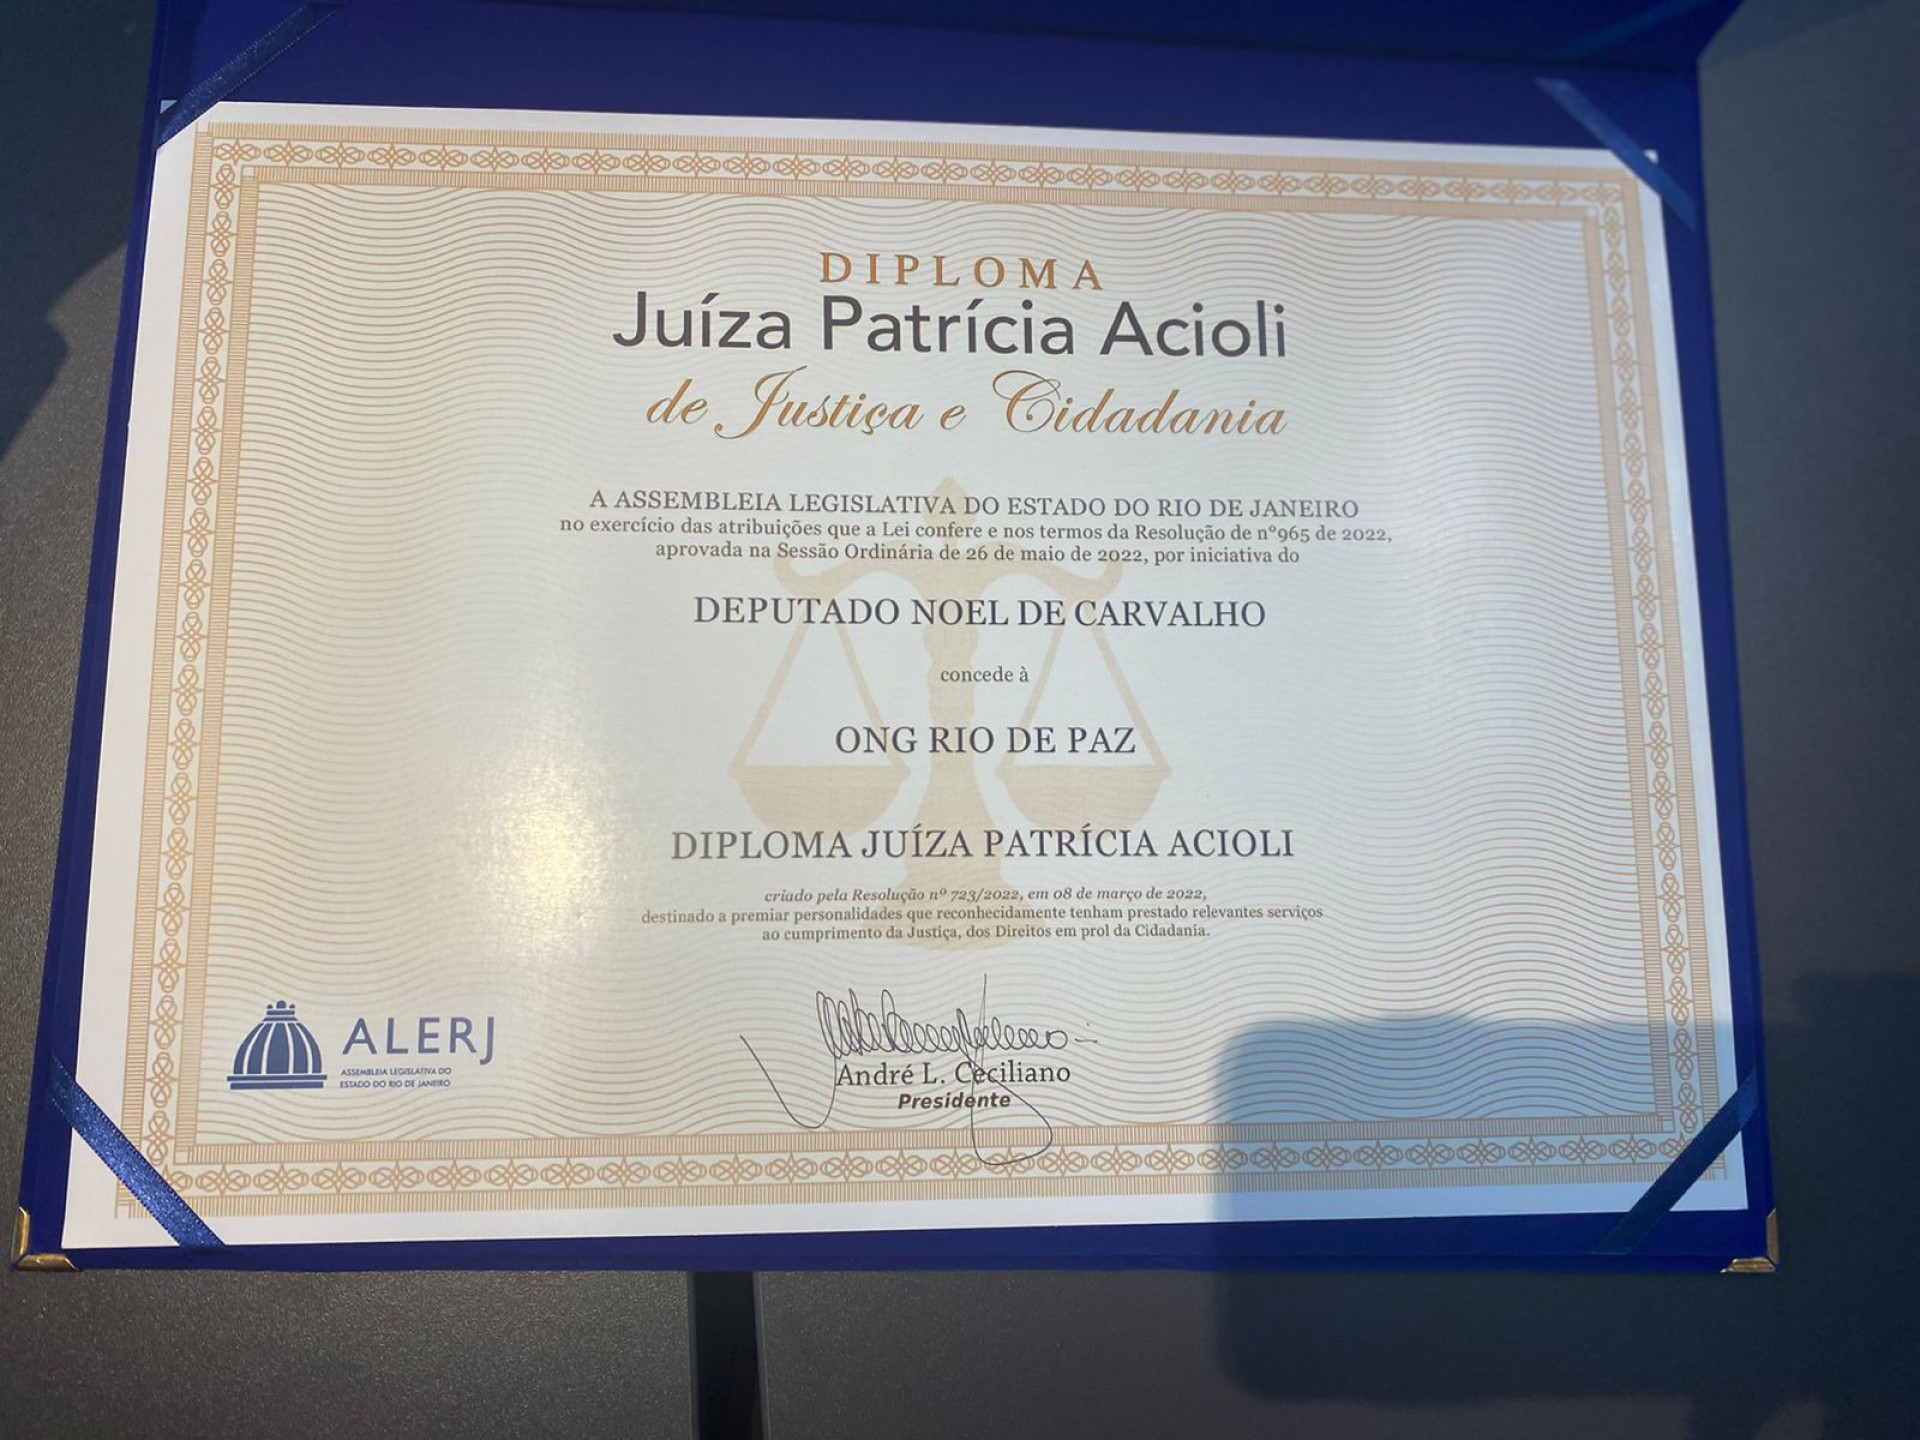 DIPLOMA
Juíza Patrícia Acioli
de Justiça e Cidadania
A ASSEMBLEIA LEGISLATIVA DO ESTADO DO RIO DE JANEIRO
no exercício das atribuições que a Lei confere e nos termos da Resolução de nº965 de 2022,
aprovada na Sessão Ordinária de 26 de maio de 2022, por iniciativa do
DEPUTADO NOEL DE CARVALHO
concede à
ONG RIO DE PAZ
DIPLOMA JUÍZA PATRÍCIA ACIOLI
criado pela Resolução nº 723/2022, em 08 de março de 2022,
destinado a premiar personalidades que reconhecidamente tenham prestado relevantes serviços
ao cumprimento da Justiça, dos Direitos em prol da Cidadania.
ALERJ
ASSEMBLEIA LEGISLATIVA DO
ESTADO DO RIO DE JANEIRO
André L. Ceciliano
Presidente